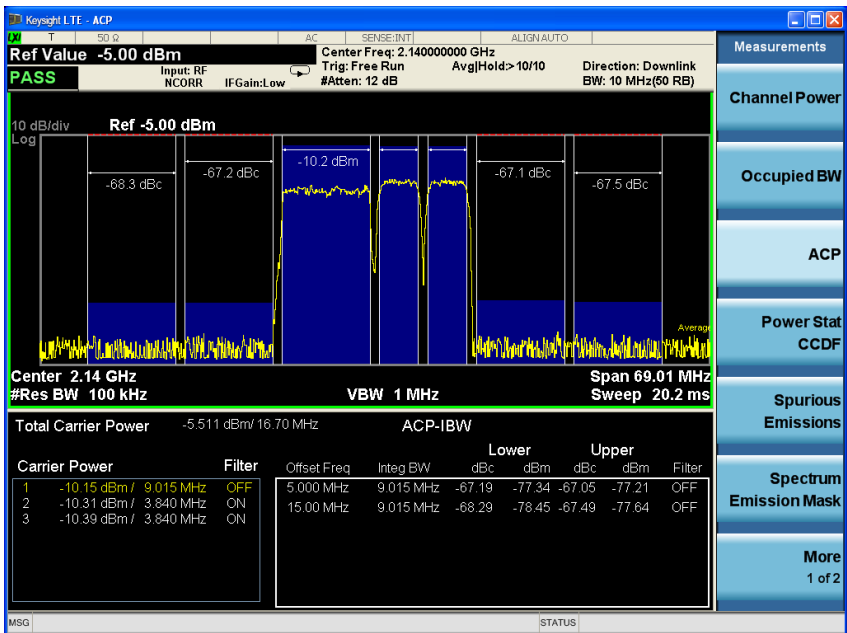 Keysight LTE - ACP
LXI T 50 Ω AC SENSE:INT ALIGN AUTO
Ref Value -5.00 dBm
Center Freq: 2.140000000 GHz
PASS
Input: RF
NCORR
IFGain:Low
Trig: Free Run
#Atten: 12 dB
Avg|Hold:>10/10
Direction: Downlink
BW: 10 MHz(50 RB)
10 dB/div
Log
Ref -5.00 dBm
-68.3 dBc
-67.2 dBc
-10.2 dBm
-67.1 dBc
-67.5 dBc
Average
Center 2.14 GHz
Span 69.01 MHz
#Res BW 100 kHz
VBW 1 MHz
Sweep 20.2 ms
Total Carrier Power -5.511 dBm/ 16.70 MHz
ACP-IBW
Lower Upper
Carrier Power Filter
Offset Freq Integ BW dBc dBm dBc dBm Filter
1 -10.15 dBm / 9.015 MHz OFF
2 -10.31 dBm / 3.840 MHz ON
3 -10.39 dBm / 3.840 MHz ON
5.000 MHz 9.015 MHz -67.19 -77.34 -67.05 -77.21 OFF
15.00 MHz 9.015 MHz -68.29 -78.45 -67.49 -77.64 OFF
MSG
STATUS
Measurements
Channel Power
Occupied BW
ACP
Power Stat
CCDF
Spurious
Emissions
Spectrum
Emission Mask
More
1 of 2